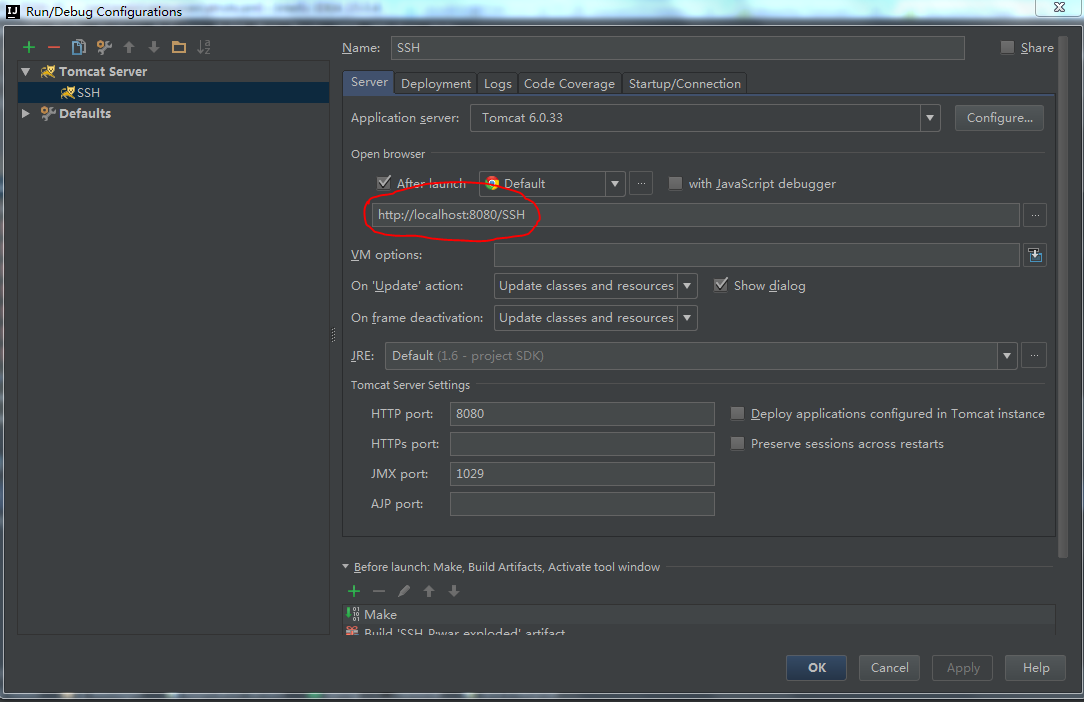 Run/Debug Configurations
Name: SSH Share
Tomcat Server
SSH
Defaults
Server Deployment Logs Code Coverage Startup/Connection
Application server: Tomcat 6.0.33 Configure...
Open browser
After launch Default ... with JavaScript debugger
http://localhost:8080/SSH ...
VM options:
On 'Update' action: Update classes and resources Show dialog
On frame deactivation: Update classes and resources
JRE: Default (1.6 - project SDK) ...
Tomcat Server Settings
HTTP port: 8080 Deploy applications configured in Tomcat instance
HTTPs port: Preserve sessions across restarts
JMX port: 1029
AJP port:
Before launch: Make, Build Artifacts, Activate tool window
Make
Build 'SSH_P:war exploded' artifact
OK Cancel Apply Help